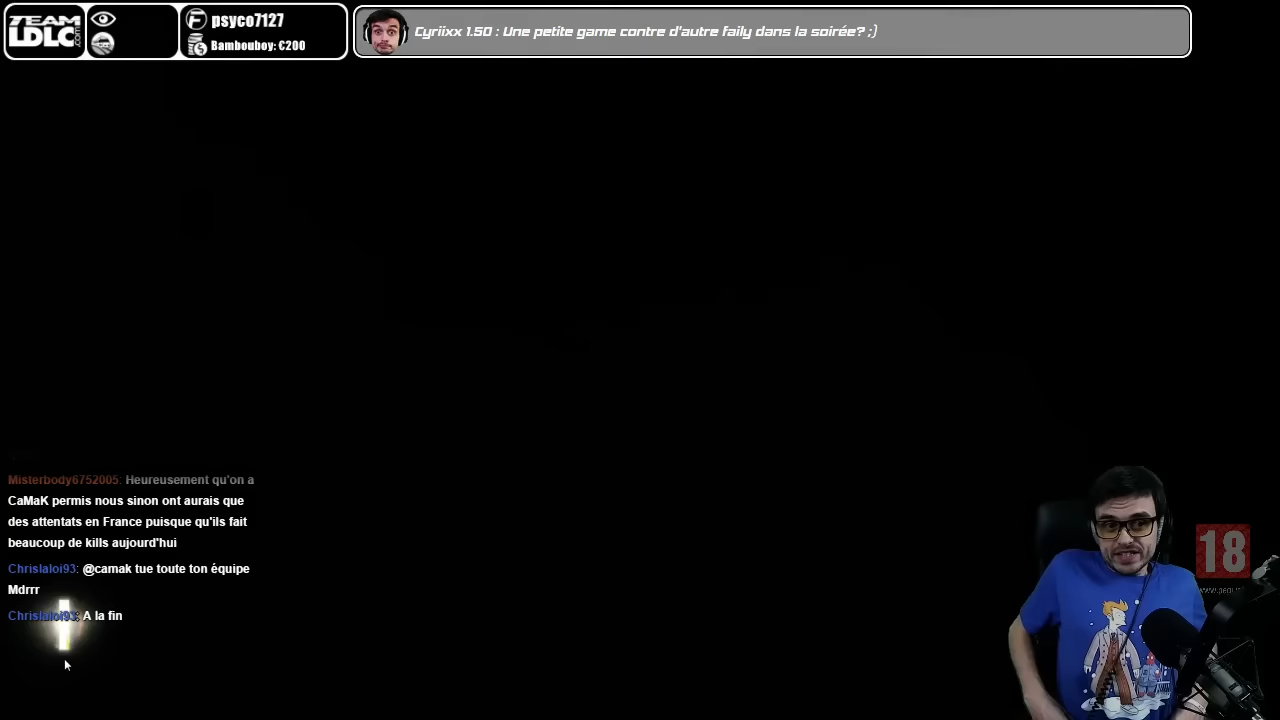 TEAM
LDLC
.com
psyco7127
Bambouboy: €200
Cyriixx 1.50 : Une petite game contre d'autre faily dans la soirée? ;)
Misterbody6752005: Heureusement qu'on a
CaMaK permis nous sinon ont aurais que
des attentats en France puisque qu'ils fait
beaucoup de kills aujourd'hui
Chrislaloi93: @camak tue toute ton équipe
Mdrrr
Chrislaloi93: A la fin
18